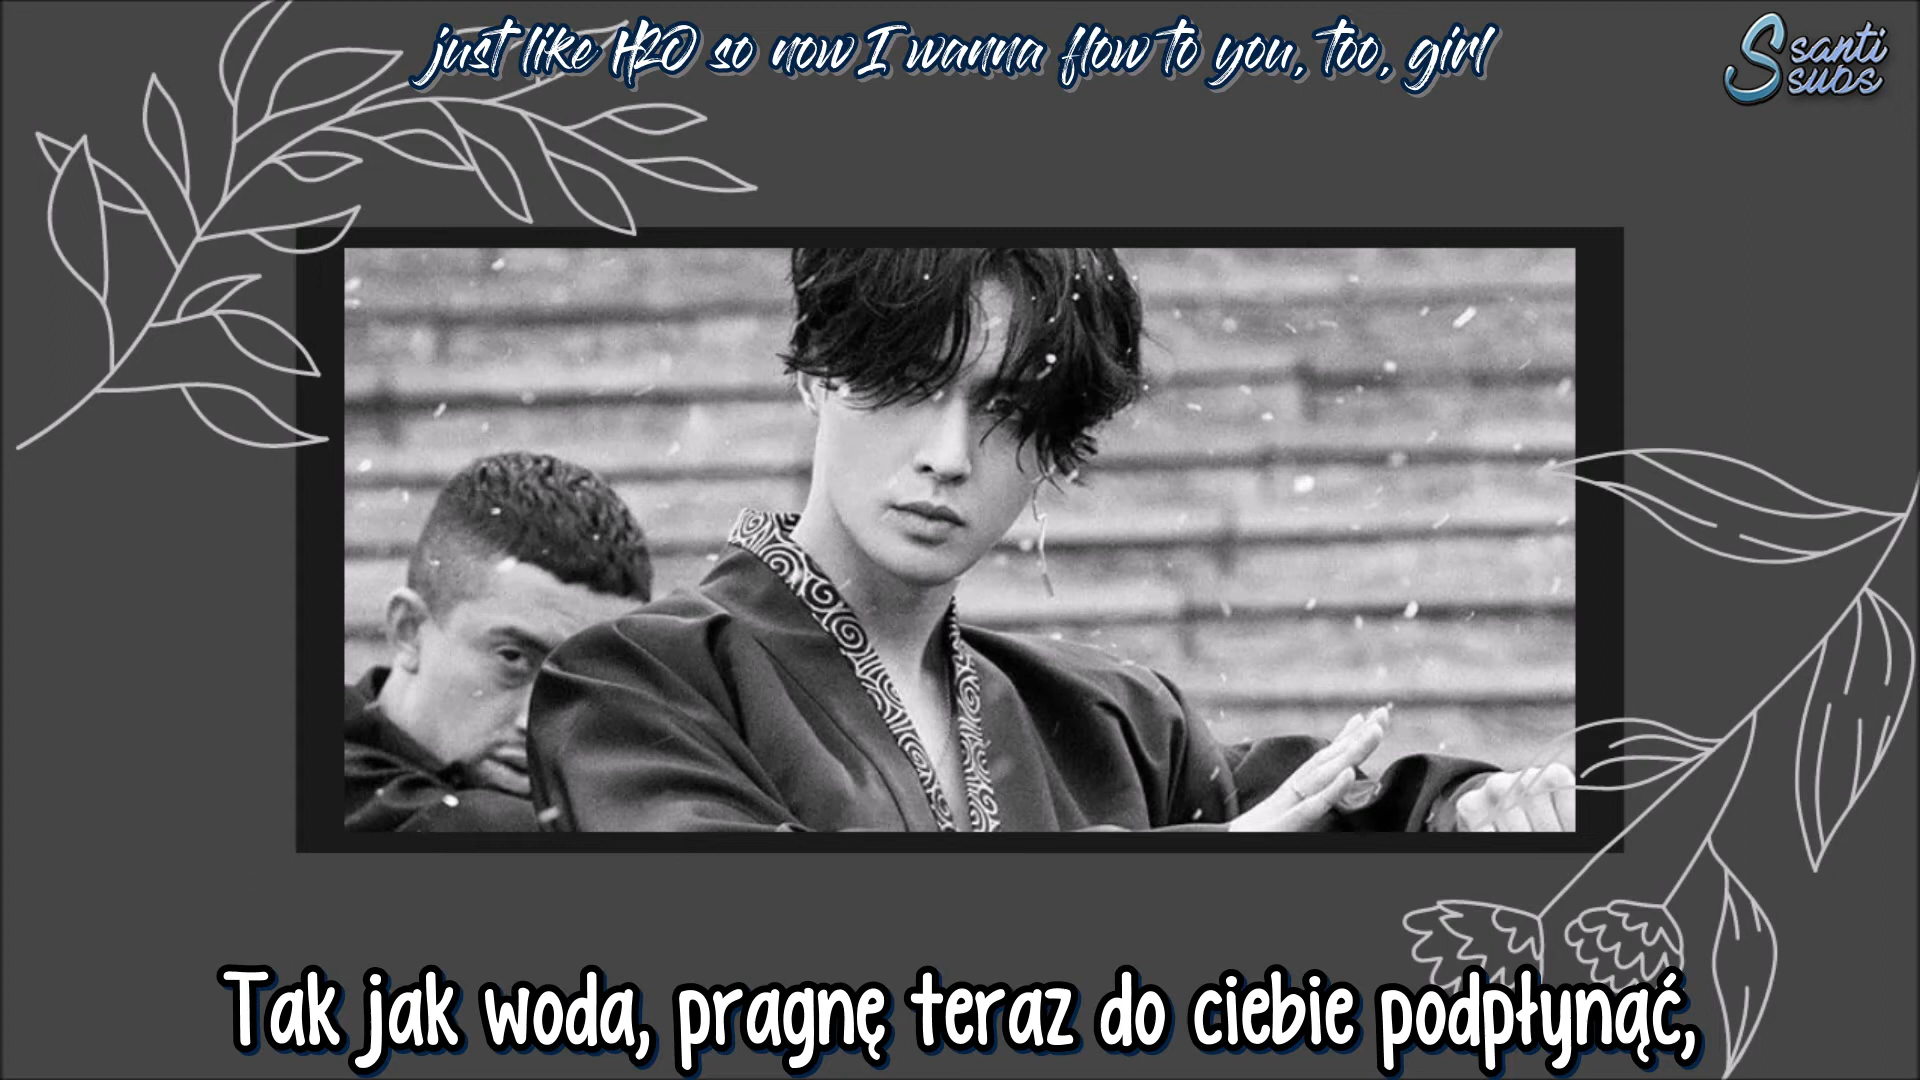 just like H2O so now I wanna flow to you, too, girl
Ssanti
subs
Tak jak woda, pragnę teraz do ciebie podpłynąć,